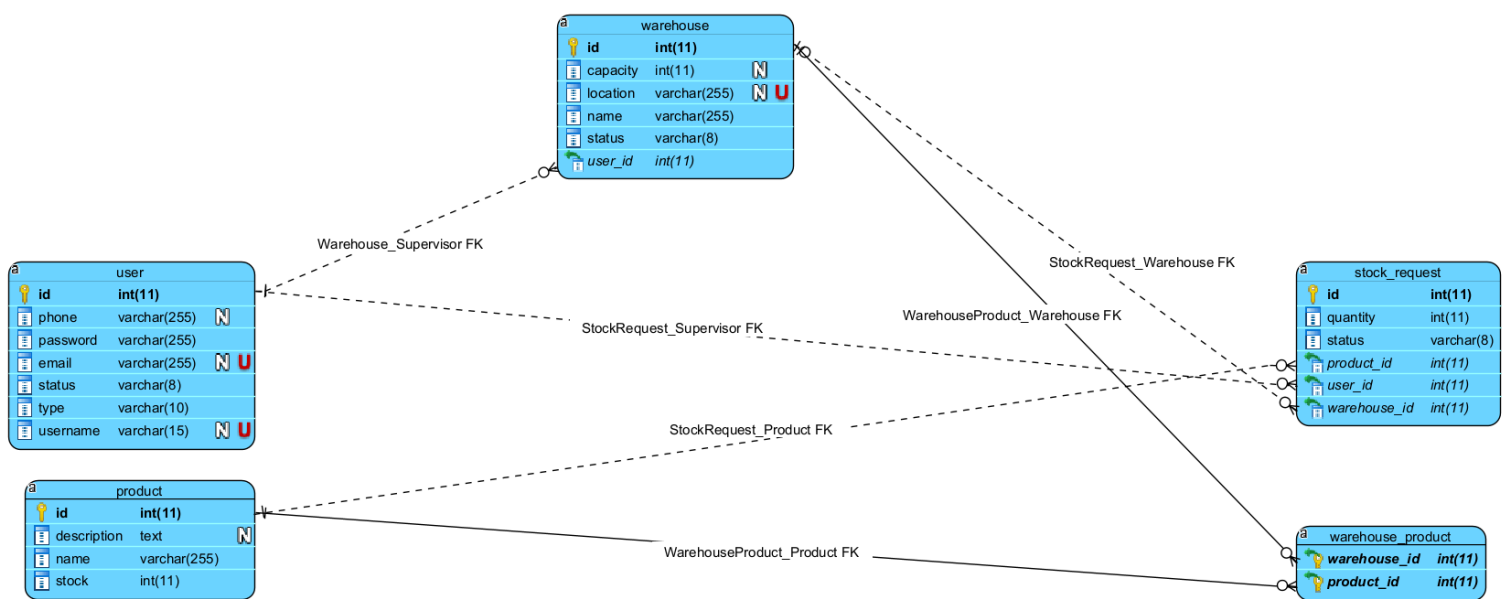 a
warehouse
id int(11)
capacity int(11) N
location varchar(255) N U
name varchar(255)
status varchar(8)
user_id int(11)
Warehouse_Supervisor FK
a
user
id int(11)
phone varchar(255) N
password varchar(255)
email varchar(255) N U
status varchar(8)
type varchar(10)
username varchar(15) N U
StockRequest_Warehouse FK
WarehouseProduct_Warehouse FK
StockRequest_Supervisor FK
a
stock_request
id int(11)
quantity int(11)
status varchar(8)
product_id int(11)
user_id int(11)
warehouse_id int(11)
StockRequest_Product FK
a
product
id int(11)
description text N
name varchar(255)
stock int(11)
WarehouseProduct_Product FK
a
warehouse_product
warehouse_id int(11)
product_id int(11)